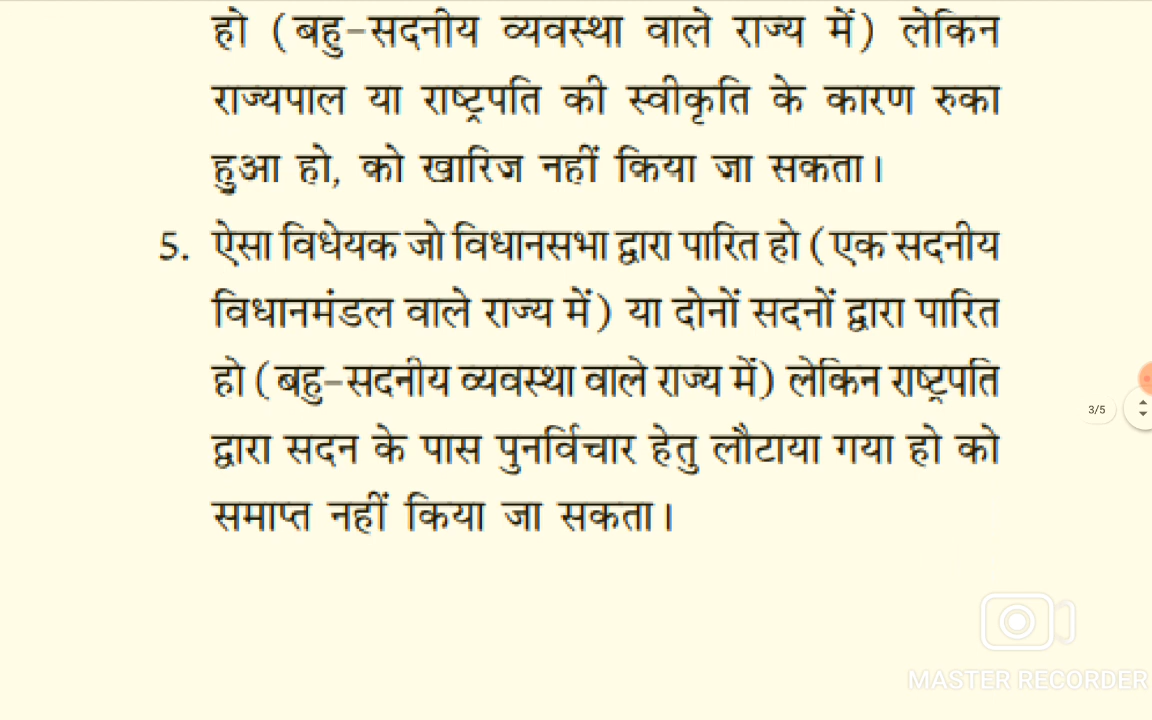 हो (बहु-सदनीय व्यवस्था वाले राज्य में) लेकिन
राज्यपाल या राष्ट्रपति की स्वीकृति के कारण रुका
हुआ हो, को खारिज नहीं किया जा सकता।
5. ऐसा विधेयक जो विधानसभा द्वारा पारित हो (एक सदनीय
विधानमंडल वाले राज्य में) या दोनों सदनों द्वारा पारित
हो (बहु-सदनीय व्यवस्था वाले राज्य में) लेकिन राष्ट्रपति
द्वारा सदन के पास पुनर्विचार हेतु लौटाया गया हो को
समाप्त नहीं किया जा सकता।
3/5
MASTER RECORDER